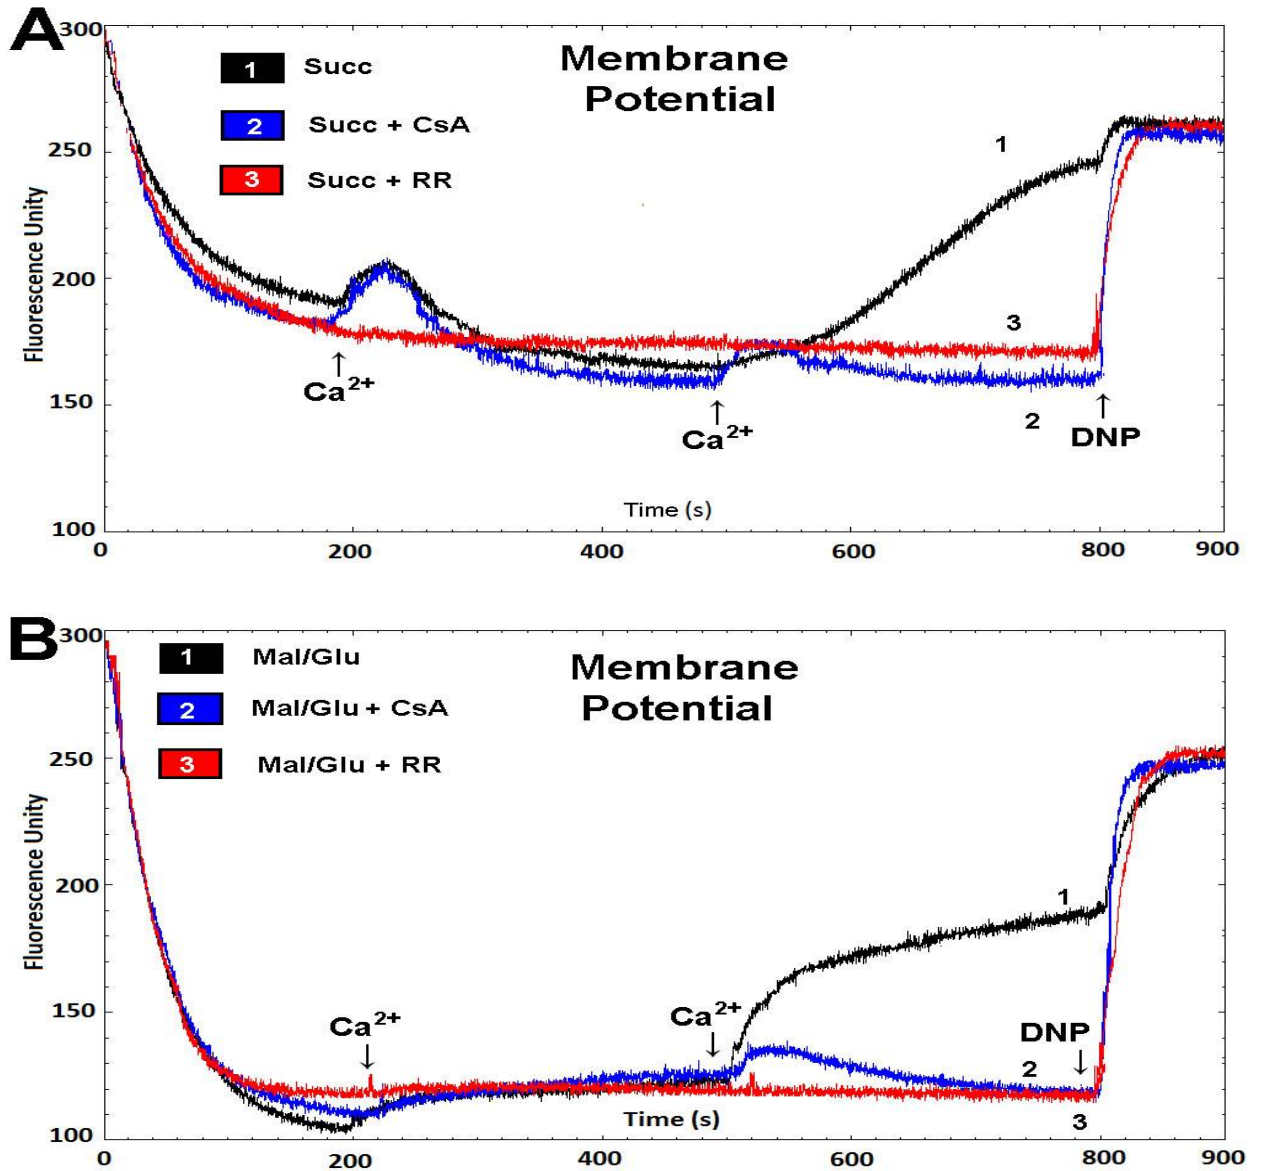 A
Membrane
Potential
1 Succ
2 Succ + CsA
3 Succ + RR
Fluorescence Unity
300
250
200
150
100
1
3
2
Ca2+
Ca2+
DNP
Time (s)
0 200 400 600 800 900
B
Membrane
Potential
1 Mal/Glu
2 Mal/Glu + CsA
3 Mal/Glu + RR
Fluorescence Unity
300
250
200
150
100
1
Ca2+
Ca2+
DNP
2
3
Time (s)
0 200 400 600 800 900